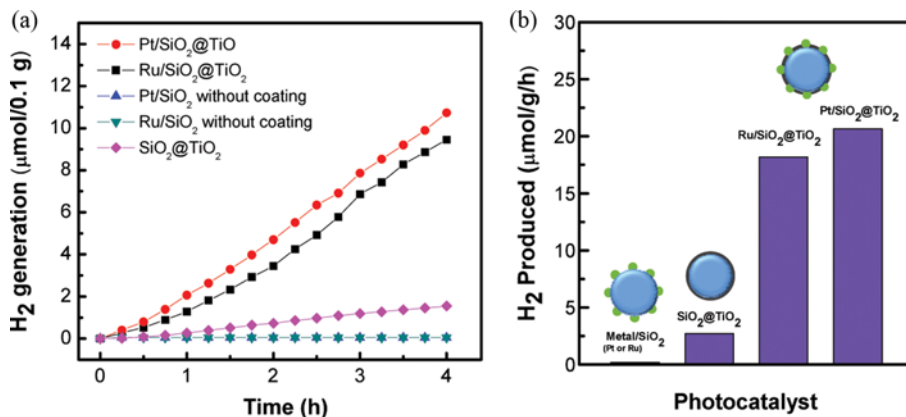 (a)
H2 generation (μmol/0.1 g)
14
12
10
8
6
4
2
0
Pt/SiO2@TiO
Ru/SiO2@TiO2
Pt/SiO2 without coating
Ru/SiO2 without coating
SiO2@TiO2
0
1
2
3
4
Time (h)
(b)
H2 Produced (μmol/g/h)
30
25
20
15
10
5
0
Metal/SiO2
(Pt or Ru)
SiO2@TiO2
Ru/SiO2@TiO2
Pt/SiO2@TiO2
Photocatalyst